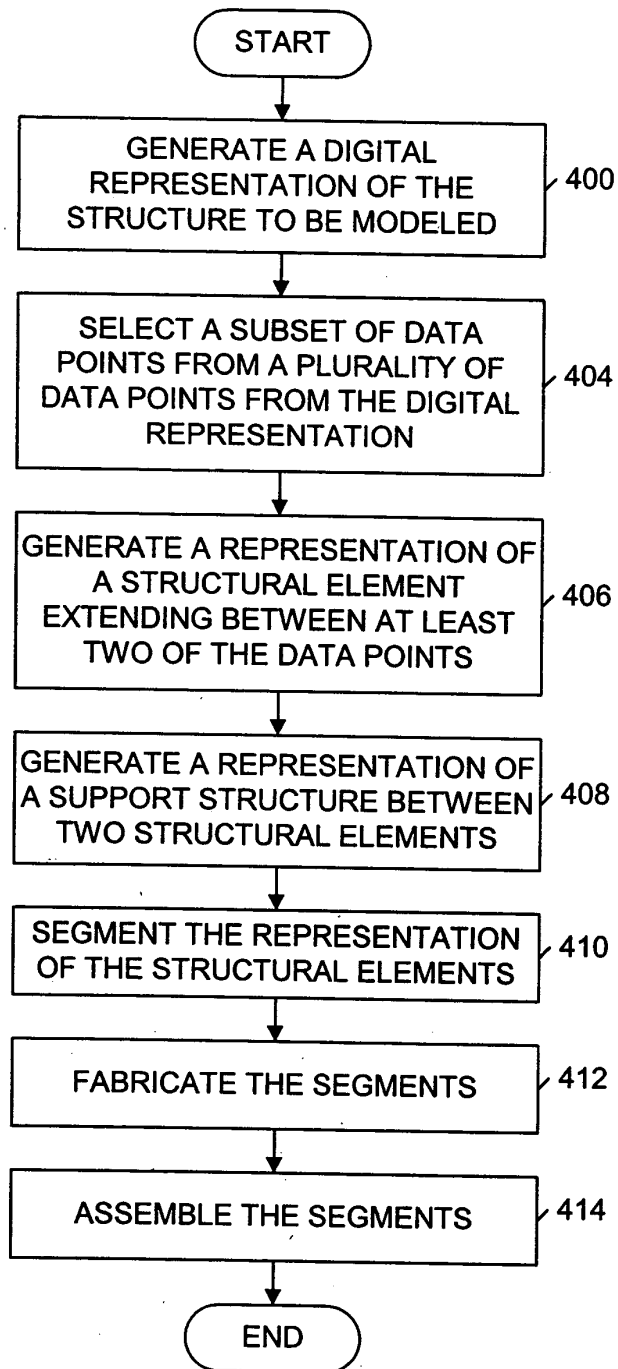 START
GENERATE A DIGITAL
REPRESENTATION OF THE
STRUCTURE TO BE MODELED
400
SELECT A SUBSET OF DATA
POINTS FROM A PLURALITY OF
DATA POINTS FROM THE DIGITAL
REPRESENTATION
404
GENERATE A REPRESENTATION OF
A STRUCTURAL ELEMENT
EXTENDING BETWEEN AT LEAST
TWO OF THE DATA POINTS
406
GENERATE A REPRESENTATION OF
A SUPPORT STRUCTURE BETWEEN
TWO STRUCTURAL ELEMENTS
408
SEGMENT THE REPRESENTATION
OF THE STRUCTURAL ELEMENTS
410
FABRICATE THE SEGMENTS
412
ASSEMBLE THE SEGMENTS
414
END